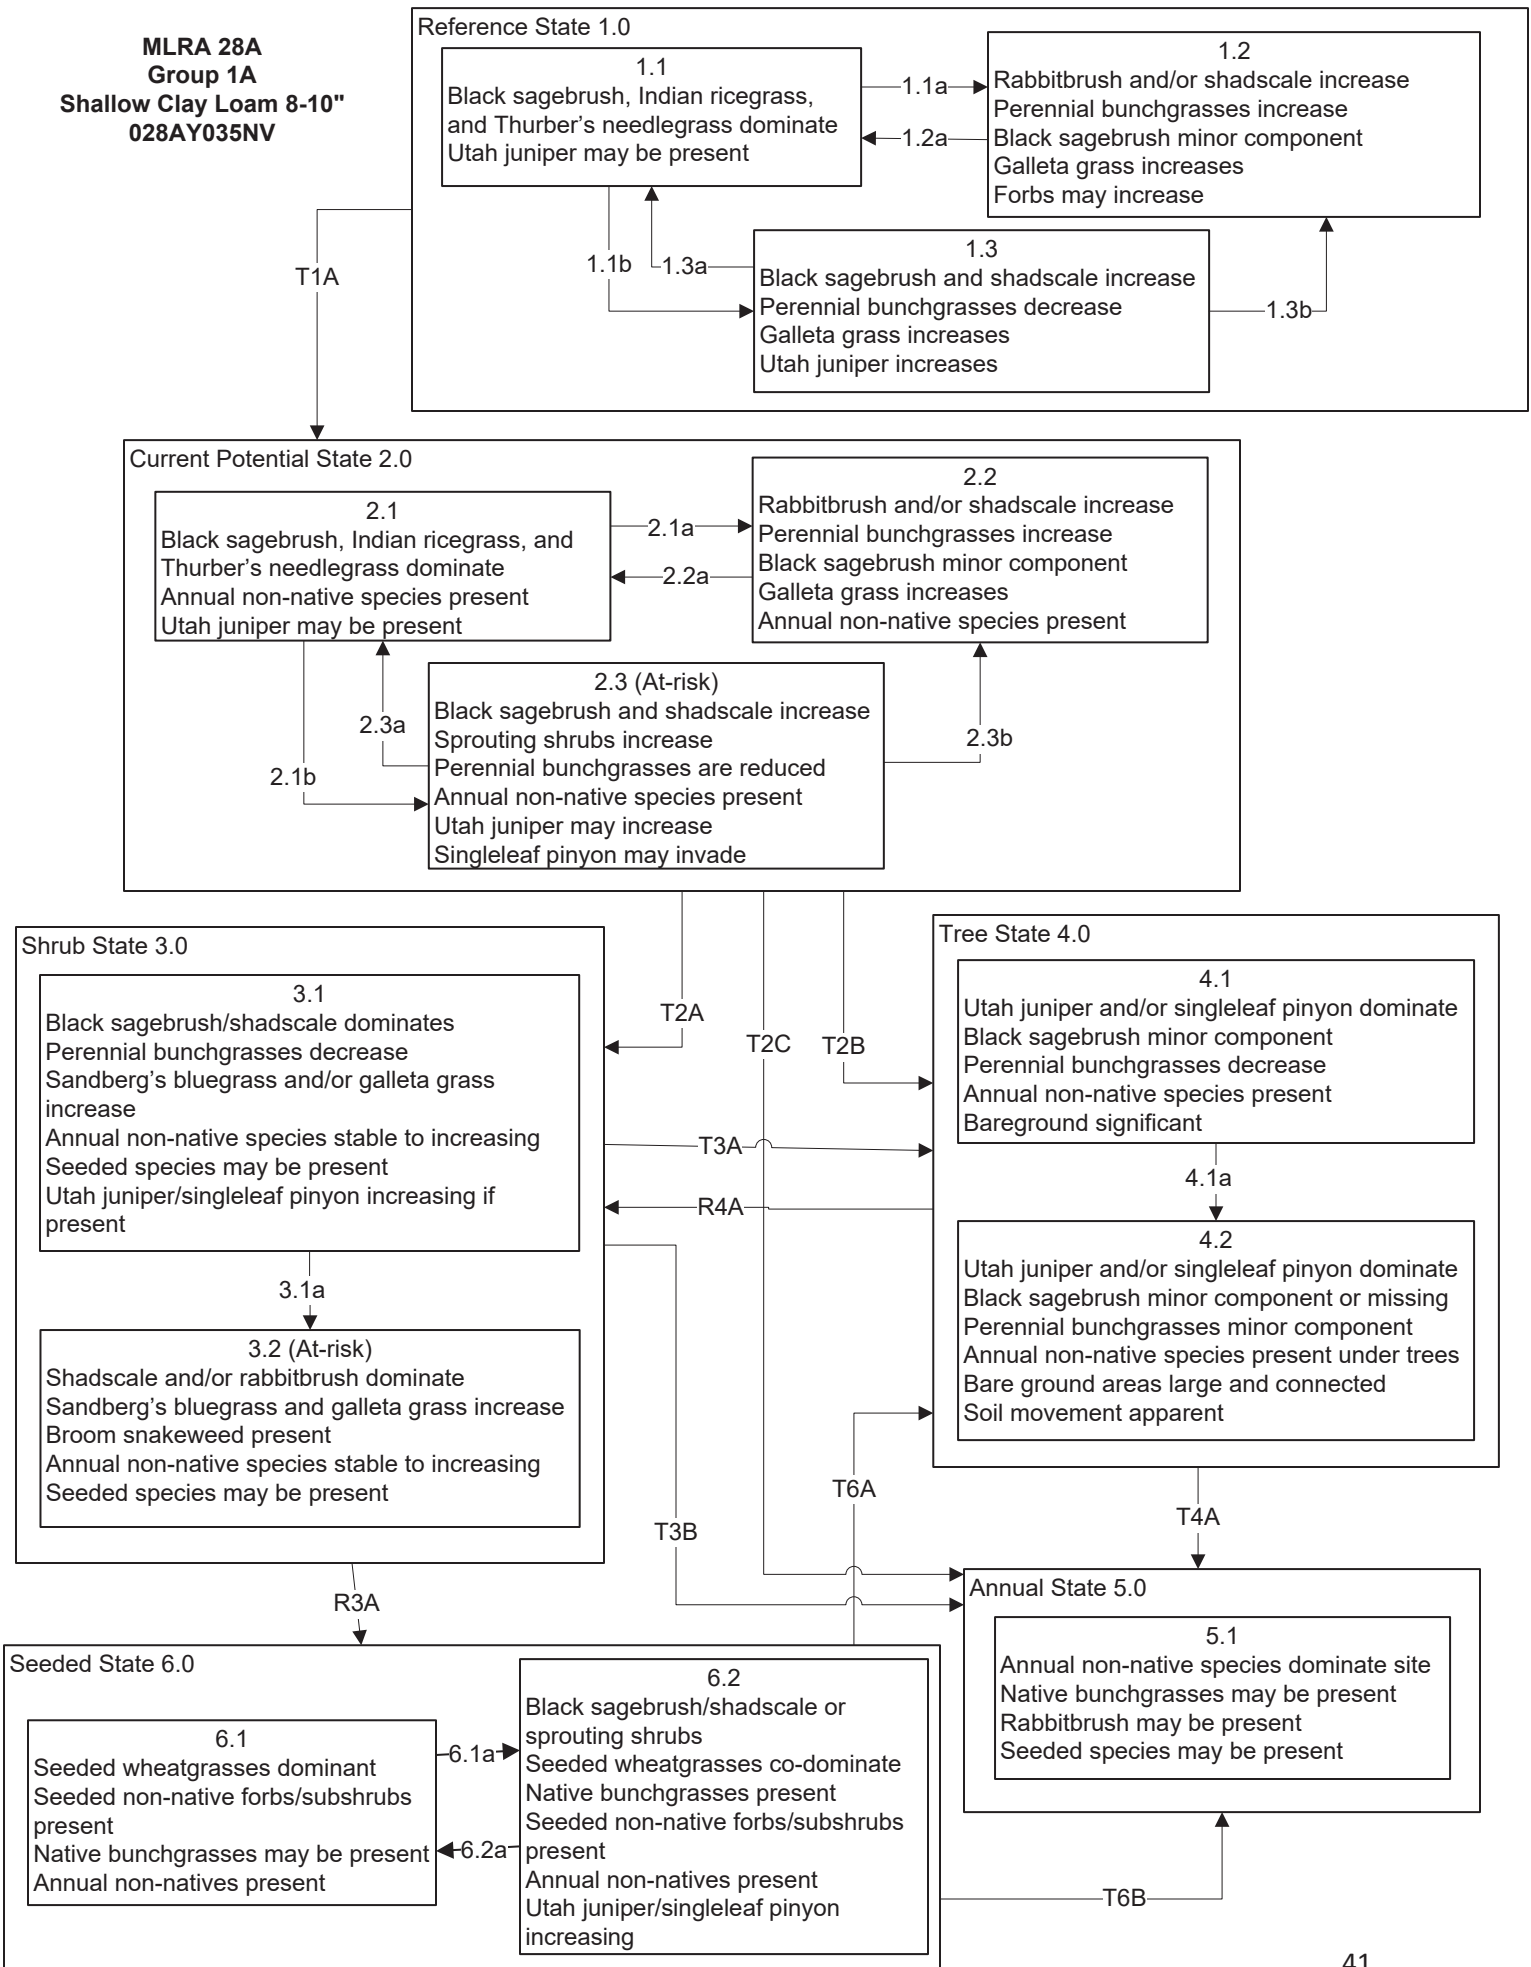 MLRA 28A
Group 1A
Shallow Clay Loam 8-10"
028AY035NV
Reference State 1.0
1.1
Black sagebrush, Indian ricegrass,
and Thurber’s needlegrass dominate
Utah juniper may be present
1.1a
1.2a
1.2
Rabbitbrush and/or shadscale increase
Perennial bunchgrasses increase
Black sagebrush minor component
Galleta grass increases
Forbs may increase
1.1b
1.3a
1.3
Black sagebrush and shadscale increase
Perennial bunchgrasses decrease
Galleta grass increases
Utah juniper increases
1.3b
T1A
Current Potential State 2.0
2.1
Black sagebrush, Indian ricegrass, and
Thurber’s needlegrass dominate
Annual non-native species present
Utah juniper may be present
2.1a
2.2a
2.2
Rabbitbrush and/or shadscale increase
Perennial bunchgrasses increase
Black sagebrush minor component
Galleta grass increases
Annual non-native species present
2.1b
2.3a
2.3 (At-risk)
Black sagebrush and shadscale increase
Sprouting shrubs increase
Perennial bunchgrasses are reduced
Annual non-native species present
Utah juniper may increase
Singleleaf pinyon may invade
2.3b
T2A
T2C
T2B
Shrub State 3.0
3.1
Black sagebrush/shadscale dominates
Perennial bunchgrasses decrease
Sandberg’s bluegrass and/or galleta grass
increase
Annual non-native species stable to increasing
Seeded species may be present
Utah juniper/singleleaf pinyon increasing if
present
3.1a
3.2 (At-risk)
Shadscale and/or rabbitbrush dominate
Sandberg’s bluegrass and galleta grass increase
Broom snakeweed present
Annual non-native species stable to increasing
Seeded species may be present
T3A
R4A
T3B
Tree State 4.0
4.1
Utah juniper and/or singleleaf pinyon dominate
Black sagebrush minor component
Perennial bunchgrasses decrease
Annual non-native species present
Bareground significant
4.1a
4.2
Utah juniper and/or singleleaf pinyon dominate
Black sagebrush minor component or missing
Perennial bunchgrasses minor component
Annual non-native species present under trees
Bare ground areas large and connected
Soil movement apparent
T6A
T4A
R3A
Annual State 5.0
5.1
Annual non-native species dominate site
Native bunchgrasses may be present
Rabbitbrush may be present
Seeded species may be present
Seeded State 6.0
6.1
Seeded wheatgrasses dominant
Seeded non-native forbs/subshrubs
present
Native bunchgrasses may be present
Annual non-natives present
6.1a
6.2a
6.2
Black sagebrush/shadscale or
sprouting shrubs
Seeded wheatgrasses co-dominate
Native bunchgrasses present
Seeded non-native forbs/subshrubs
present
Annual non-natives present
Utah juniper/singleleaf pinyon
increasing
T6B
41